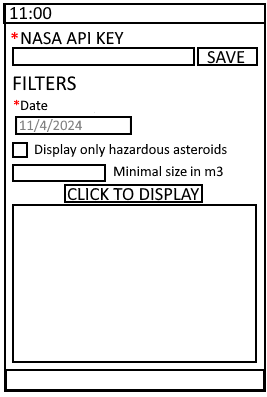 11:00
*NASA API KEY
SAVE
FILTERS
*Date
11/4/2024
Display only hazardous asteroids
Minimal size in m3
CLICK TO DISPLAY